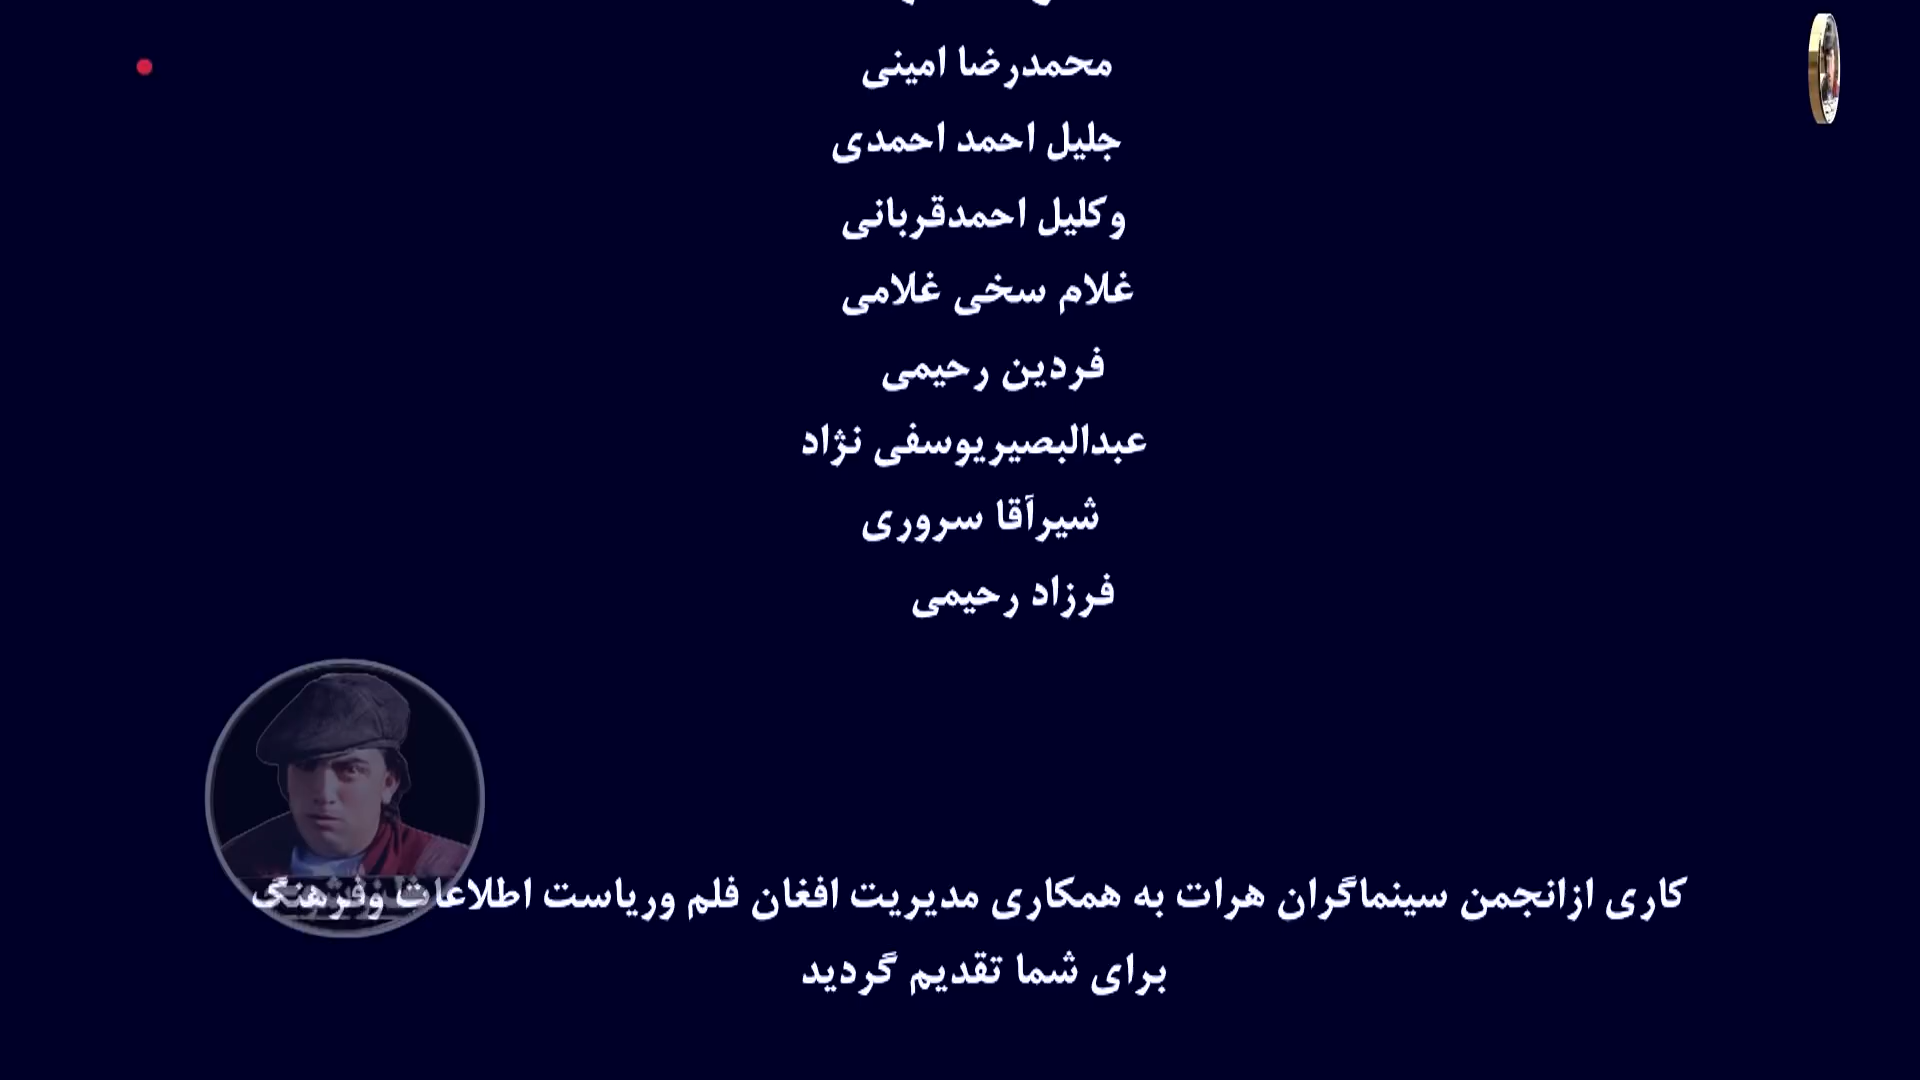 محمدرضا امینی
جلیل احمد احمدی
وکلیل احمدقربانی
غلام سخی غلامی
فردین رحیمی
عبدالبصیریوسفی نژاد
شیرآقا سروری
فرزاد رحیمی
کاری ازانجمن سینماگران هرات به همکاری مدیریت افغان فلم وریاست اطلاعات وفرهنگ
برای شما تقدیم گردید